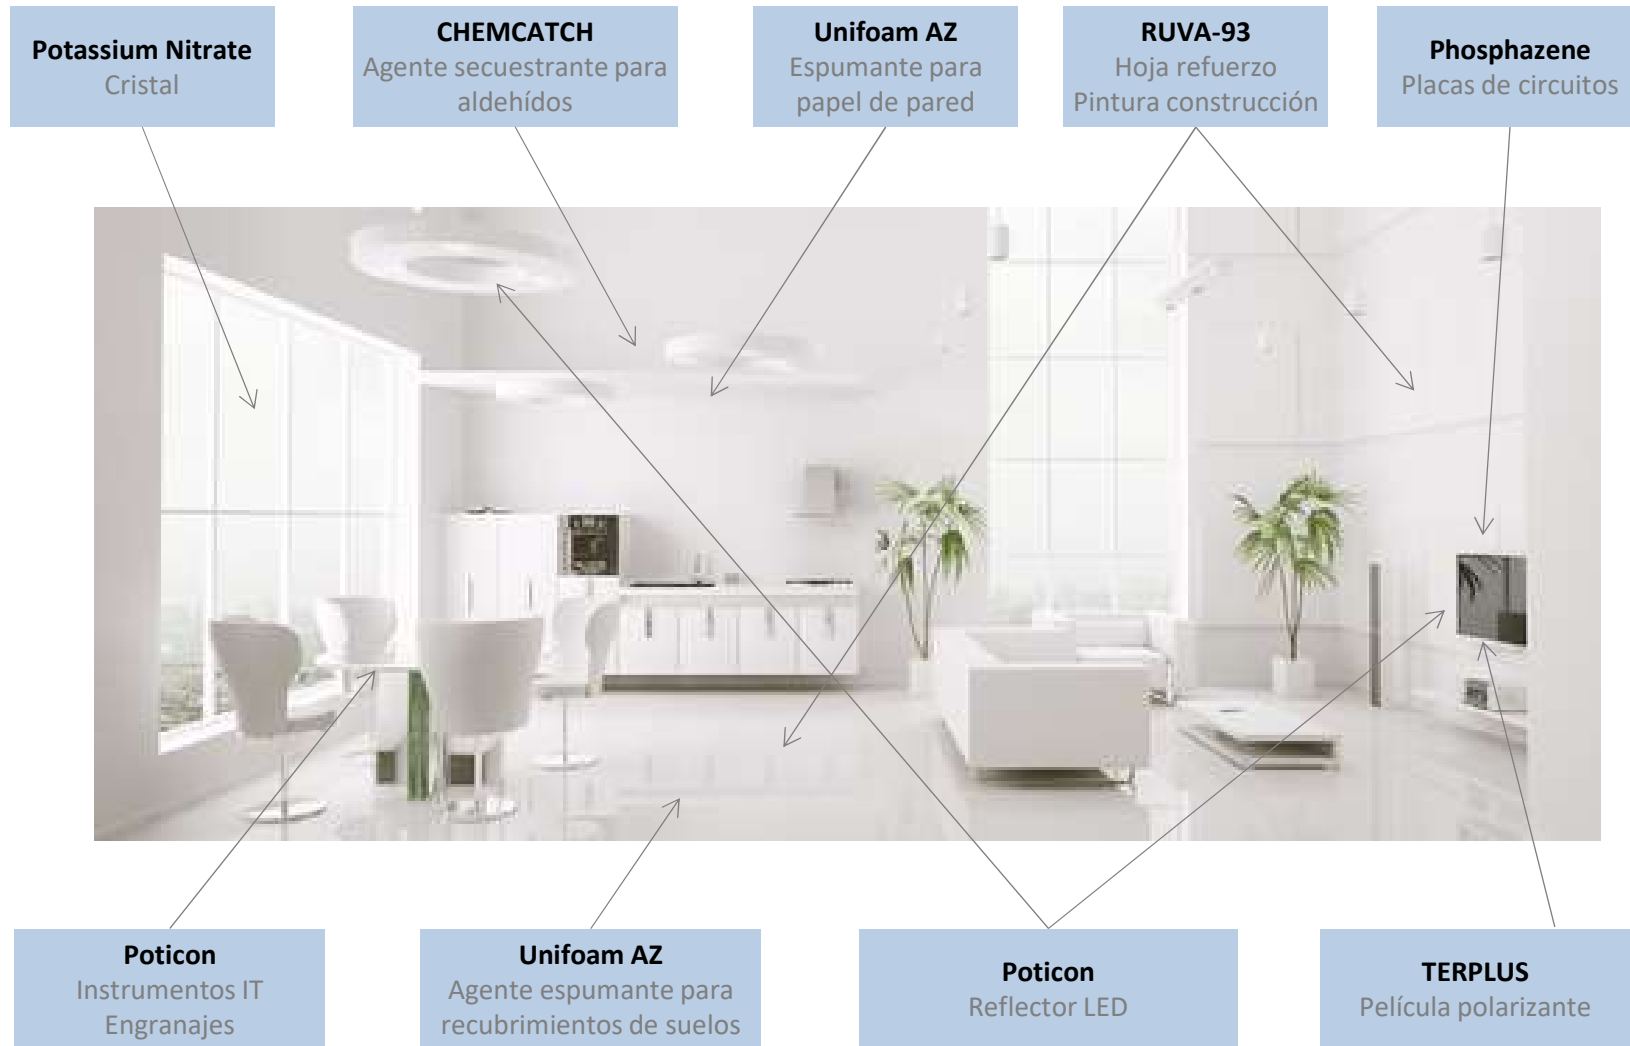 Potassium Nitrate
Cristal
CHEMCATCH
Agente secuestrante para
aldehídos
Unifoam AZ
Espumante para
papel de pared
RUVA-93
Hoja refuerzo
Pintura construcción
Phosphazene
Placas de circuitos
Poticon
Instrumentos IT
Engranajes
Unifoam AZ
Agente espumante para
recubrimientos de suelos
Poticon
Reflector LED
TERPLUS
Película polarizante